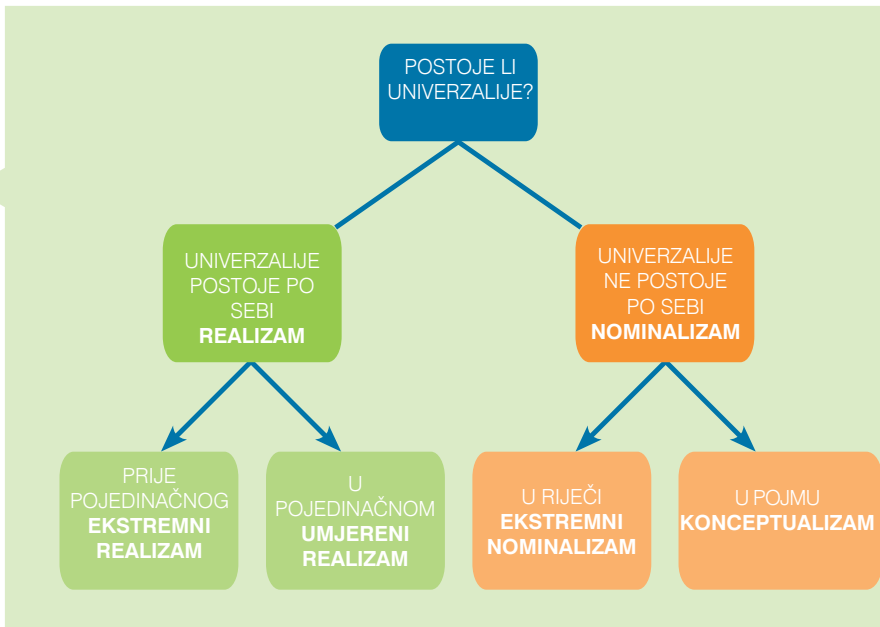 POSTOJE LI
UNIVERZALIJE?
UNIVERZALIJE
POSTOJE PO
SEBI
REALIZAM
UNIVERZALIJE
NE POSTOJE
PO SEBI
NOMINALIZAM
PRIJE
POJEDINAČNOG
EKSTREMNI
REALIZAM
U
POJEDINAČNOM
UMJERENI
REALIZAM
U RIJEČI
EKSTREMNI
NOMINALIZAM
U POJMU
KONCEPTUALIZAM